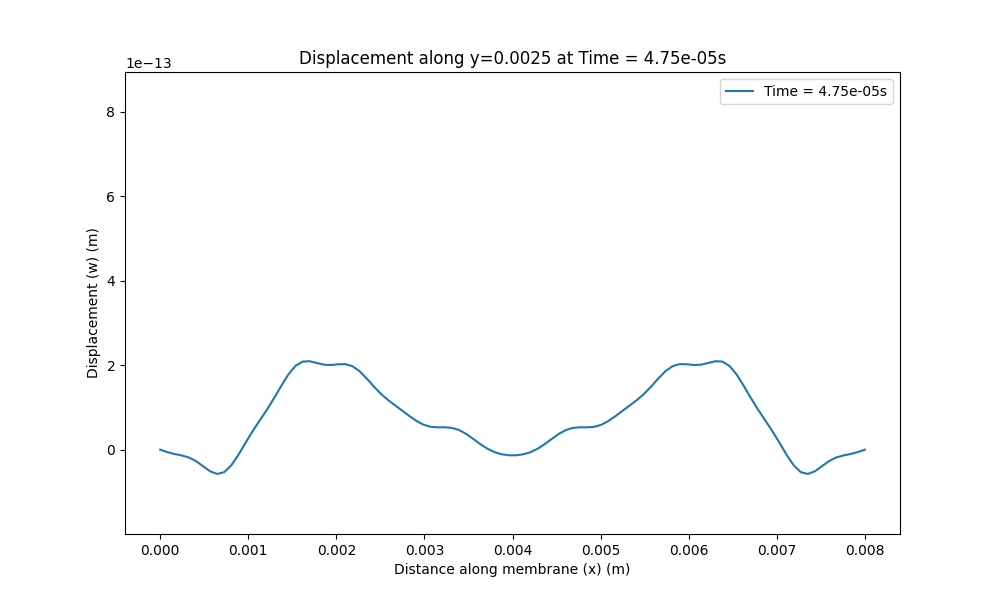 Displacement along y=0.0025 at Time = 4.75e-05s
1e−13
Time = 4.75e-05s
8
6
4
2
0
Displacement (w) (m)
0.000 0.001 0.002 0.003 0.004 0.005 0.006 0.007 0.008
Distance along membrane (x) (m)